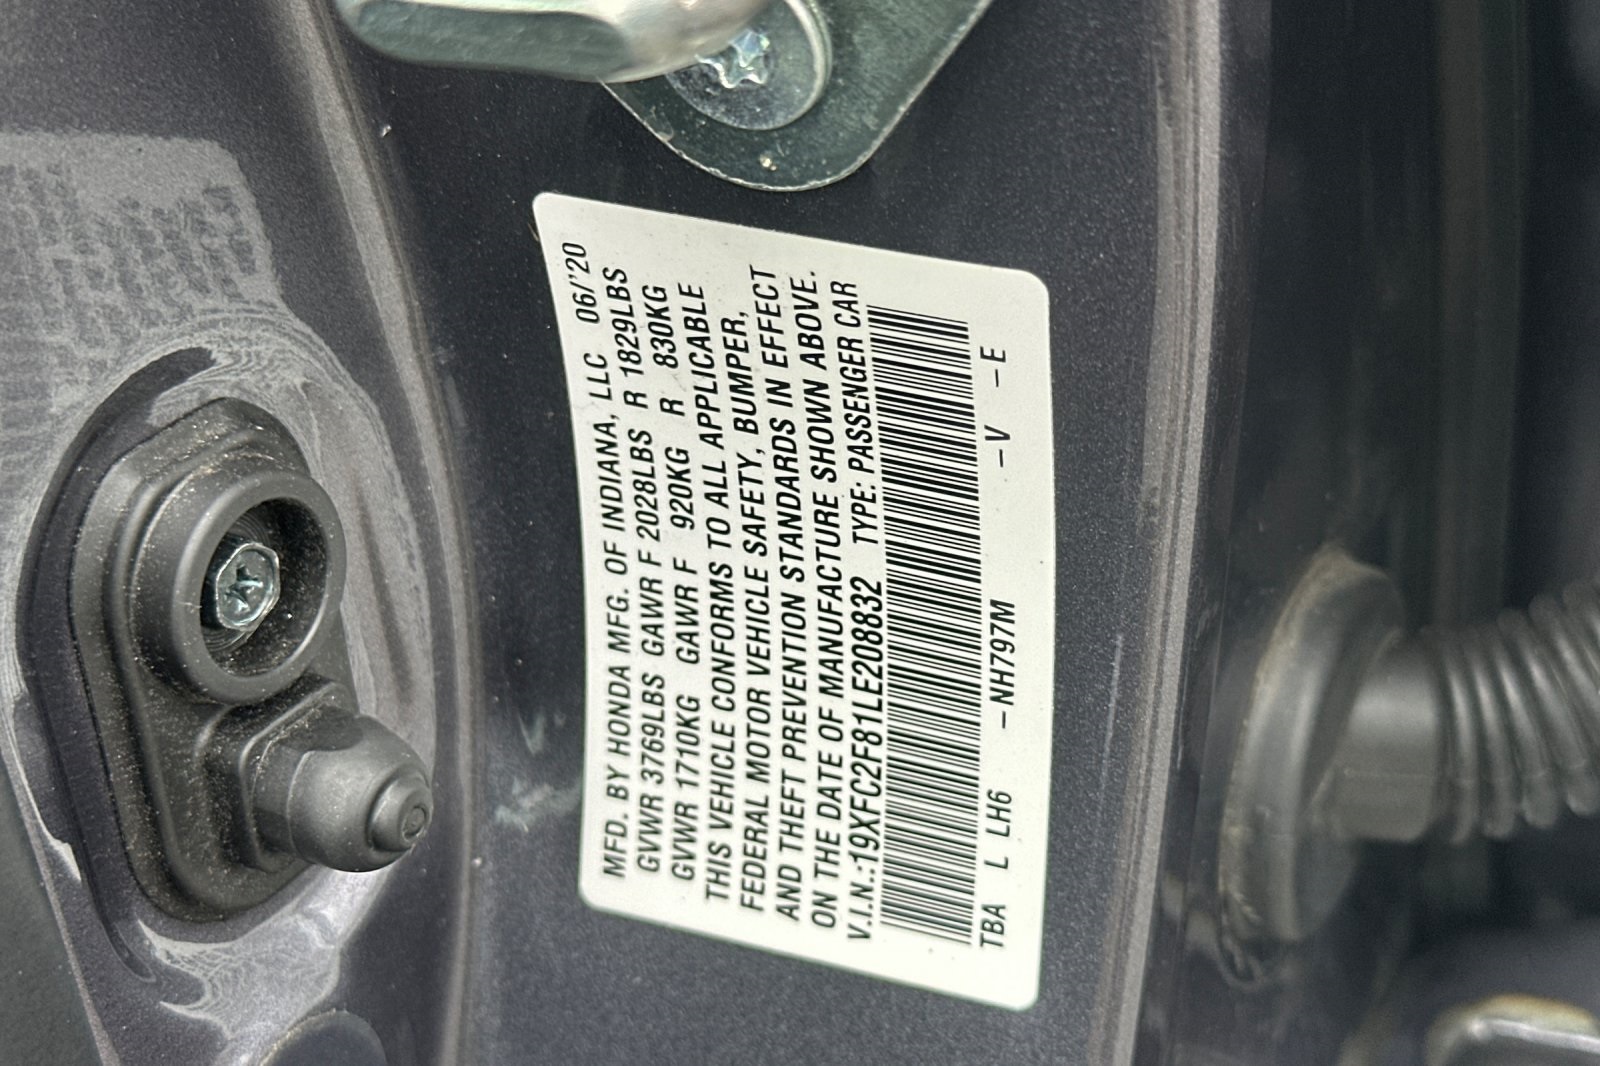 MFD. BY HONDA MFG. OF INDIANA, LLC 06/'20
GVWR 3769LBS GAWR F 2028LBS R 1829LBS
GVWR 1710KG GAWR F 920KG R 830KG
THIS VEHICLE CONFORMS TO ALL APPLICABLE
FEDERAL MOTOR VEHICLE SAFETY, BUMPER,
AND THEFT PREVENTION STANDARDS IN EFFECT
ON THE DATE OF MANUFACTURE SHOWN ABOVE.
V.I.N.:19XFC2F81LE208832 TYPE: PASSENGER CAR
TBA L LH6 -NH797M -V -E